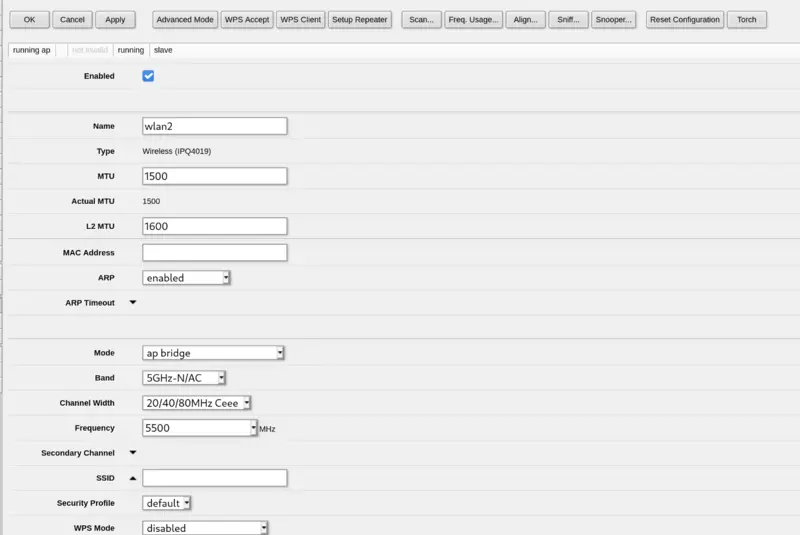 OK Cancel Apply Advanced Mode WPS Accept WPS Client Setup Repeater Scan... Freq. Usage... Align... Sniff... Snooper... Reset Configuration Torch
running ap not invalid running slave
Enabled
Name wlan2
Type Wireless (IPQ4019)
MTU 1500
Actual MTU 1500
L2 MTU 1600
MAC Address
ARP enabled
ARP Timeout
Mode ap bridge
Band 5GHz-N/AC
Channel Width 20/40/80MHz Ceee
Frequency 5500 MHz
Secondary Channel
SSID
Security Profile default
WPS Mode disabled